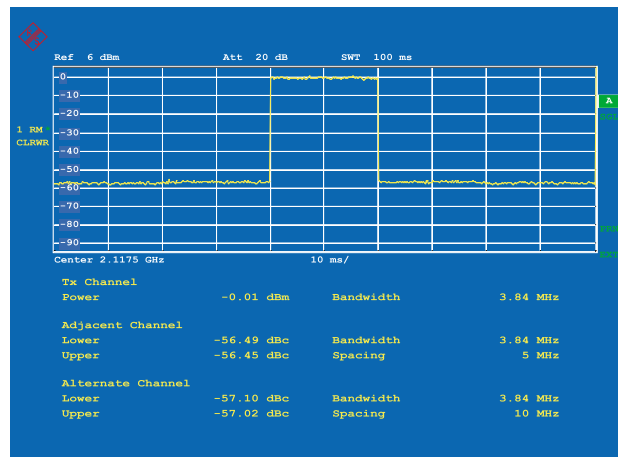 Ref 6 dBm Att 20 dB SWT 100 ms
0
-10
A
-20
SGL
1 RM *
-30
CLRWR
-40
-50
-60
-70
-80
PRN
-90
EXT
Center 2.1175 GHz 10 ms/
Tx Channel
Power -0.01 dBm Bandwidth 3.84 MHz
Adjacent Channel
Lower -56.49 dBc Bandwidth 3.84 MHz
Upper -56.45 dBc Spacing 5 MHz
Alternate Channel
Lower -57.10 dBc Bandwidth 3.84 MHz
Upper -57.02 dBc Spacing 10 MHz